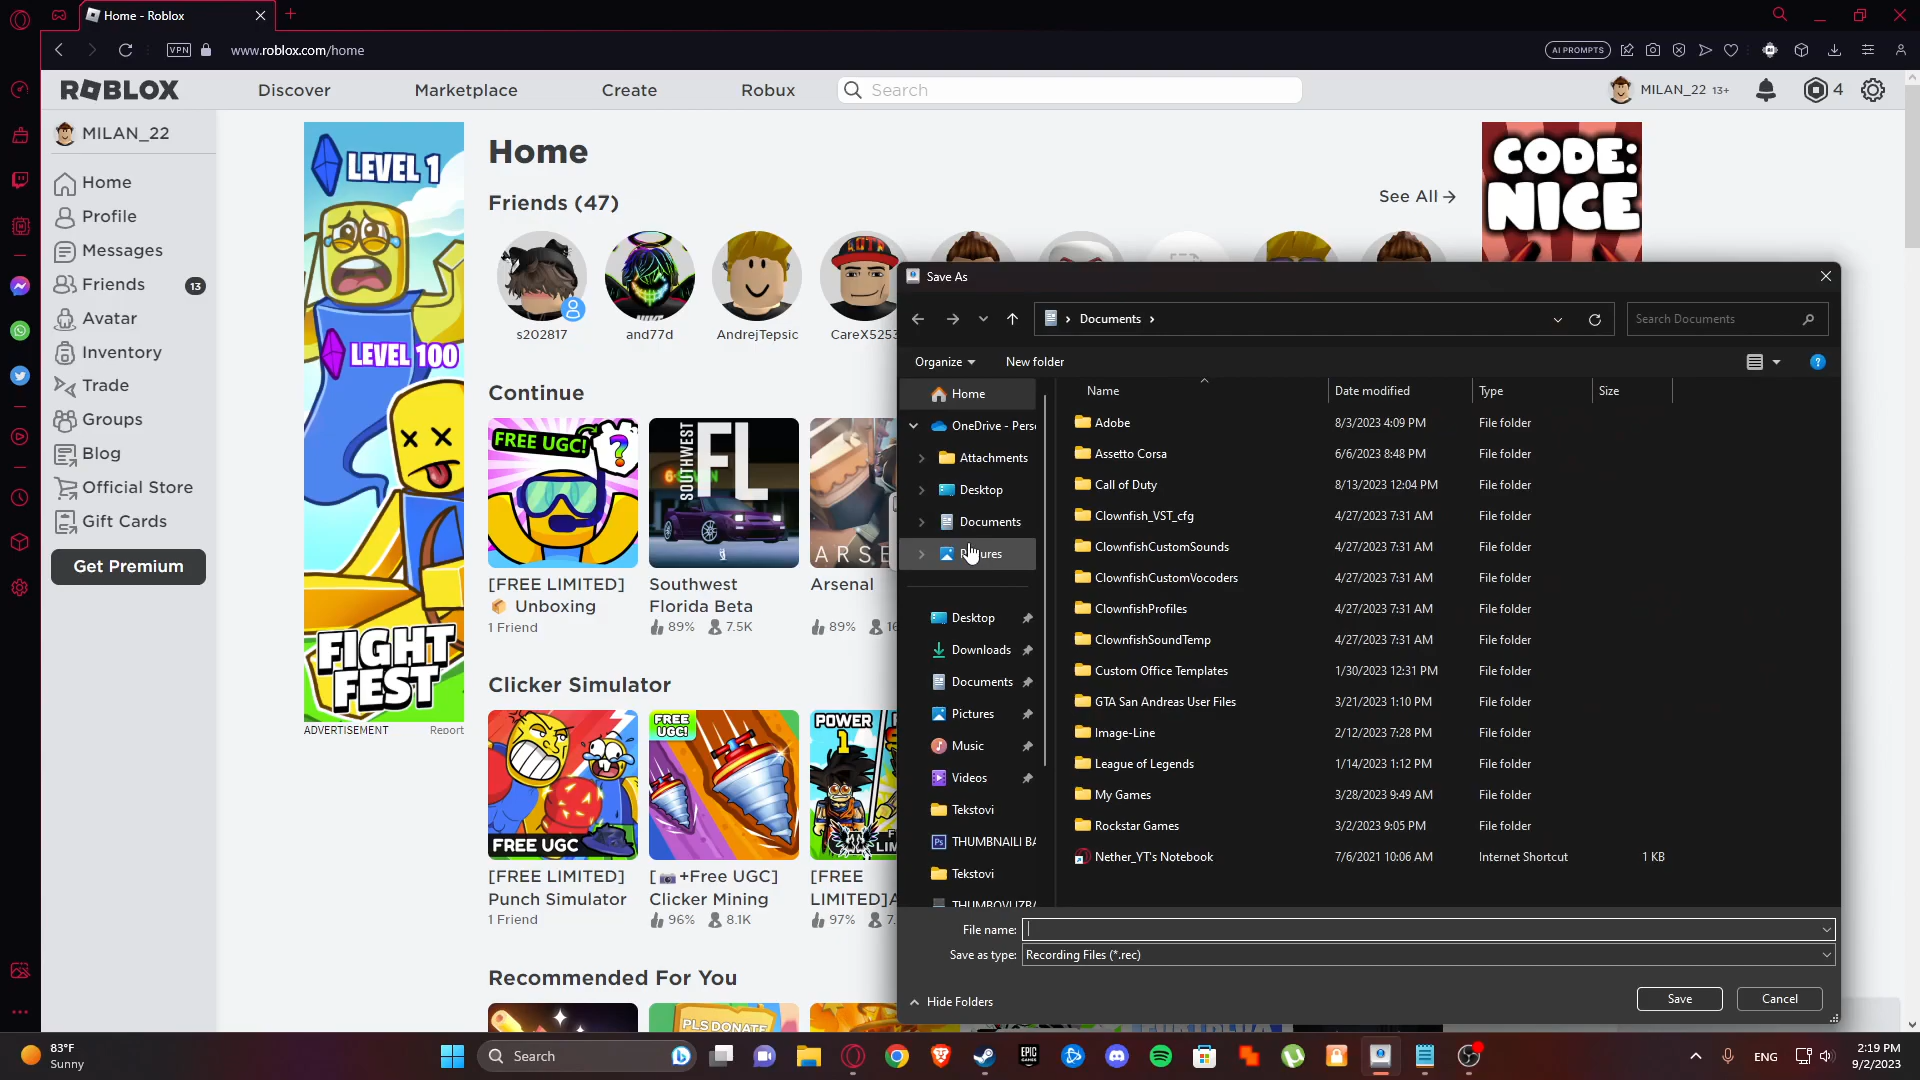 Home - Roblox
VPN
www.roblox.com/home
AI PROMPTS
ROBLOX
Discover
Marketplace
Create
Robux
Search
MILAN_22 13+
4
MILAN_22
Home
Profile
Messages
Friends
13
Avatar
Inventory
Trade
Groups
Blog
Official Store
Gift Cards
Get Premium
LEVEL 1
LEVEL 100
FIGHT
FEST
ADVERTISEMENT
Report
Home
Friends (47)
See All
CODE:
NICE
s202817
and77d
AndrejTepsic
CareX5253
Continue
FREE UGC!
SOUTHWEST
FL
ARSE
[FREE LIMITED]
Unboxing
1 Friend
Southwest
Florida Beta
89% 7.5K
Arsenal
89%
Clicker Simulator
FREE UGC
FREE
UGC!
POWER
1
[FREE LIMITED]
Punch Simulator
1 Friend
[📷+Free UGC]
Clicker Mining
96% 8.1K
[FREE
LIMITED]
97%
Recommended For You
PLS DONATE
Save As
Documents
Search Documents
Organize
New folder
Home
OneDrive - Pers
Attachments
Desktop
Documents
Desktop
Downloads
Documents
Pictures
Music
Videos
Tekstovi
THUMBNAILI BA
Tekstovi
Name
Date modified
Type
Size
Adobe 8/3/2023 4:09 PM File folder
Assetto Corsa 6/6/2023 8:48 PM File folder
Call of Duty 8/13/2023 12:04 PM File folder
Clownfish_VST_cfg 4/27/2023 7:31 AM File folder
ClownfishCustomSounds 4/27/2023 7:31 AM File folder
ClownfishCustomVocoders 4/27/2023 7:31 AM File folder
ClownfishProfiles 4/27/2023 7:31 AM File folder
ClownfishSoundTemp 4/27/2023 7:31 AM File folder
Custom Office Templates 1/30/2023 12:31 PM File folder
GTA San Andreas User Files 3/21/2023 1:10 PM File folder
Image-Line 2/12/2023 7:28 PM File folder
League of Legends 1/14/2023 1:12 PM File folder
My Games 3/28/2023 9:49 AM File folder
Rockstar Games 3/2/2023 9:05 PM File folder
Nether_YT's Notebook 7/6/2021 10:06 AM Internet Shortcut 1 KB
File name:
Save as type: Recording Files (*.rec)
Hide Folders
Save
Cancel
83°F
Sunny
Search
EPIC
GAMES
ENG
2:19 PM
9/2/2023